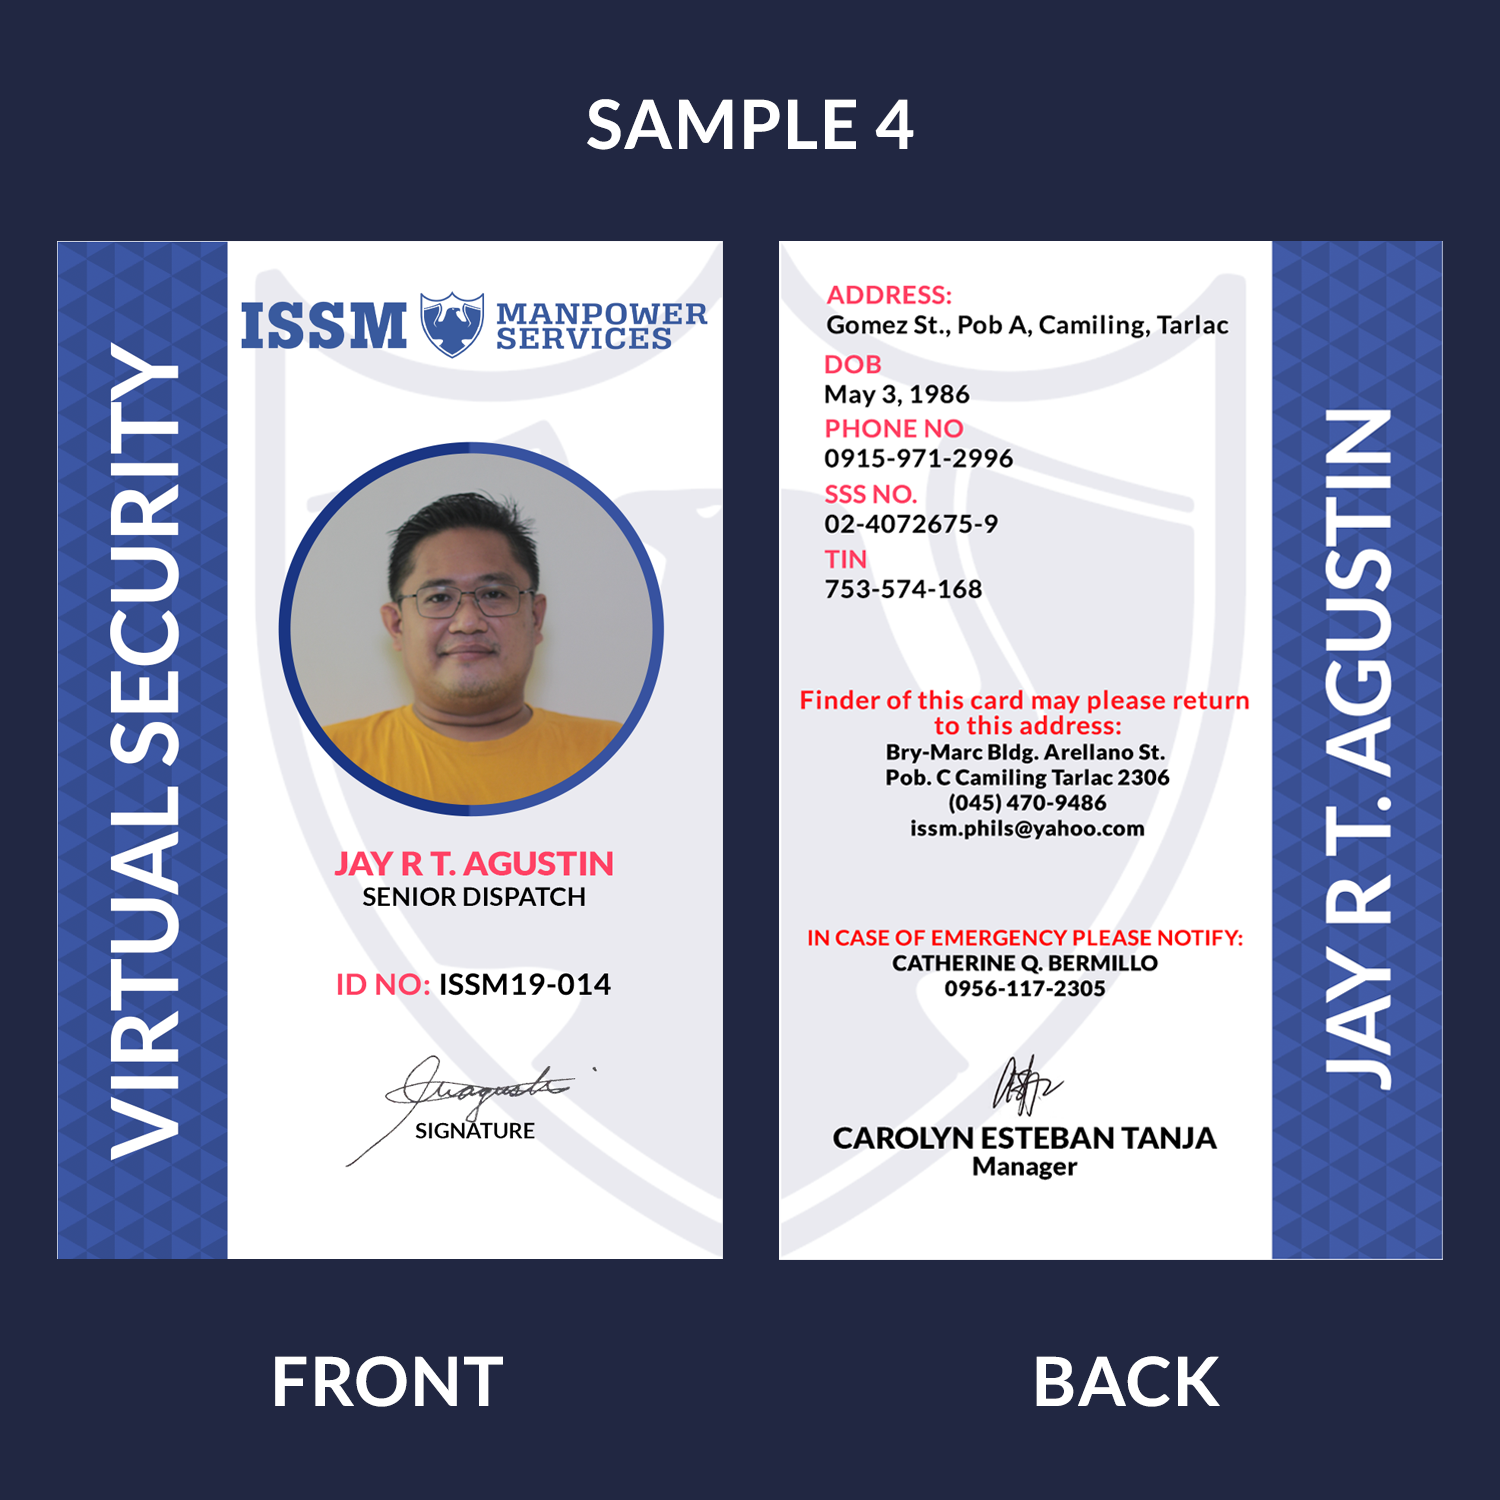 SAMPLE 4
VIRTUAL SECURITY
ISSM MANPOWER SERVICES
JAY R T. AGUSTIN
SENIOR DISPATCH
ID NO: ISSM19-014
SIGNATURE
FRONT
ADDRESS:
Gomez St., Pob A, Camiling, Tarlac
DOB
May 3, 1986
PHONE NO
0915-971-2996
SSS NO.
02-4072675-9
TIN
753-574-168
Finder of this card may please return
to this address:
Bry-Marc Bldg. Arellano St.
Pob. C Camiling Tarlac 2306
(045) 470-9486
issm.phils@yahoo.com
IN CASE OF EMERGENCY PLEASE NOTIFY:
CATHERINE Q. BERMILLO
0956-117-2305
CAROLYN ESTEBAN TANJA
Manager
JAY R T. AGUSTIN
BACK